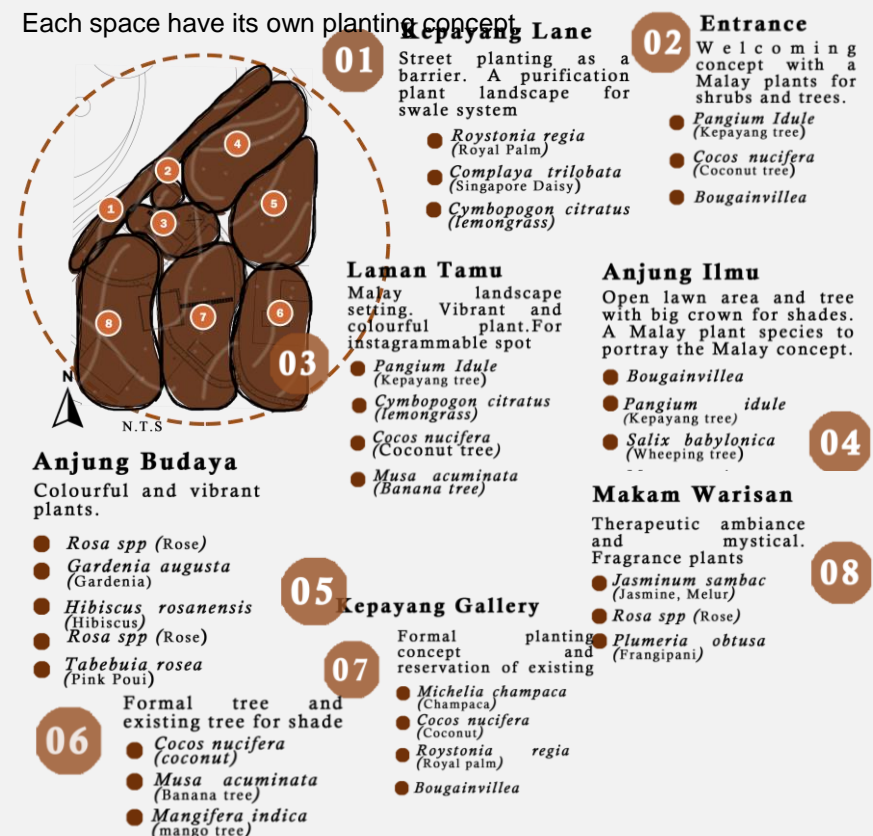 Each space have its own planting concept
01
Kepayang Lane
Street planting as a
barrier. A purification
plant landscape for
swale system
Roystonia regia
(Royal Palm)
Complaya trilobata
(Singapore Daisy)
Cymbopogon citratus
(lemongrass)
02
Entrance
Welcoming
concept with a
Malay plants for
shrubs and trees.
Pangium Idule
(Kepayang tree)
Cocos nucifera
(Coconut tree)
Bougainvillea
1
2
3
4
5
6
7
8
N
N.T.S
03
Laman Tamu
Malay landscape
setting. Vibrant and
colourful plant.For
instagrammable spot
Pangium Idule
(Kepayang tree)
Cymbopogon citratus
(lemongrass)
Cocos nucifera
(Coconut tree)
Musa acuminata
(Banana tree)
Anjung Ilmu
Open lawn area and tree
with big crown for shades.
A Malay plant species to
portray the Malay concept.
Bougainvillea
Pangium idule
(Kepayang tree)
Salix babylonica
(Wheeping tree)
04
Anjung Budaya
Colourful and vibrant
plants.
Rosa spp (Rose)
Gardenia augusta
(Gardenia)
Hibiscus rosanensis
(Hibiscus)
Rosa spp (Rose)
Tabebuia rosea
(Pink Poui)
05
06
Formal tree and
existing tree for shade
Cocos nucifera
(coconut)
Musa acuminata
(Banana tree)
Mangifera indica
(mango tree)
Kepayang Gallery
07
Formal planting
concept and
reservation of existing
Michelia champaca
(Champaca)
Cocos nucifera
(Coconut)
Roystonia regia
(Royal palm)
Bougainvillea
Makam Warisan
Therapeutic ambiance
and mystical.
Fragrance plants
08
Jasminum sambac
(Jasmine, Melur)
Rosa spp (Rose)
Plumeria obtusa
(Frangipani)